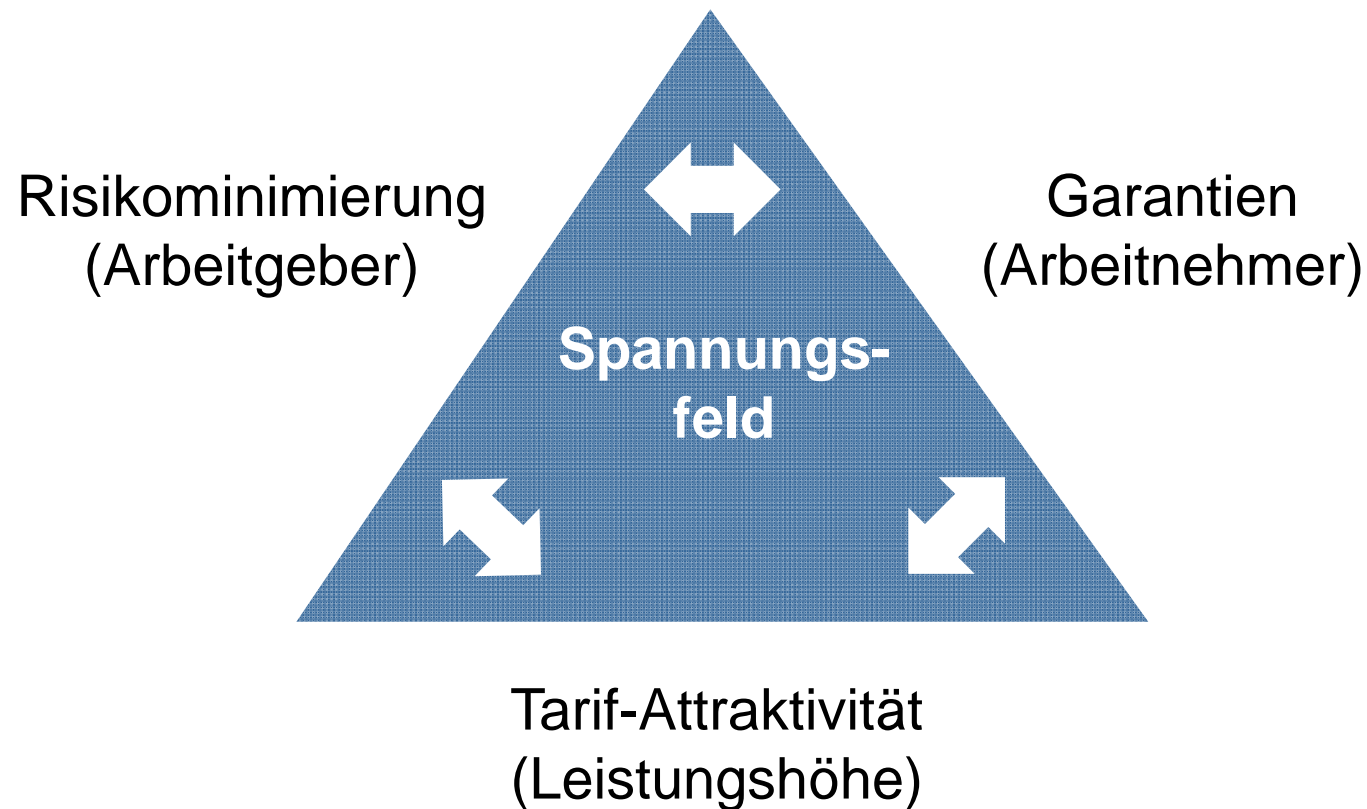 Risikominimierung
(Arbeitgeber)
Garantien
(Arbeitnehmer)
Spannungs-
feld
Tarif-Attraktivität
(Leistungshöhe)